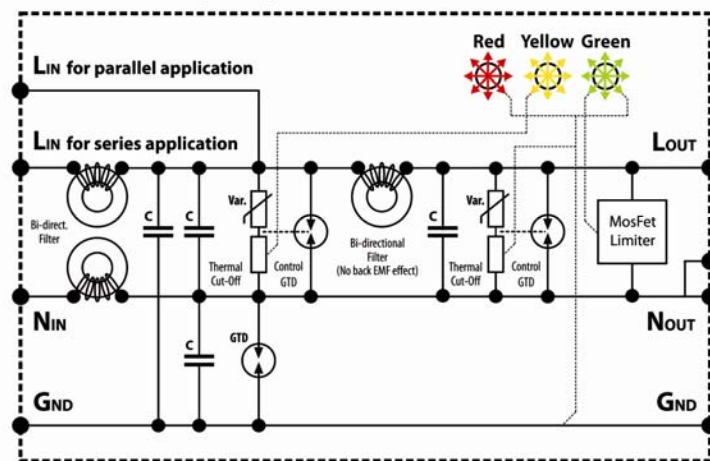 Red Yellow Green
LIN for parallel application
LIN for series application
LOUT
Bi-direct.
Filter
C
C
Var.
Thermal
Cut-Off
Control
GTD
Bi-directional
Filter
(No back EMF effect)
C
Var.
Thermal
Cut-Off
Control
GTD
MosFet
Limiter
NIN
NOUT
C
GTD
GND
GND